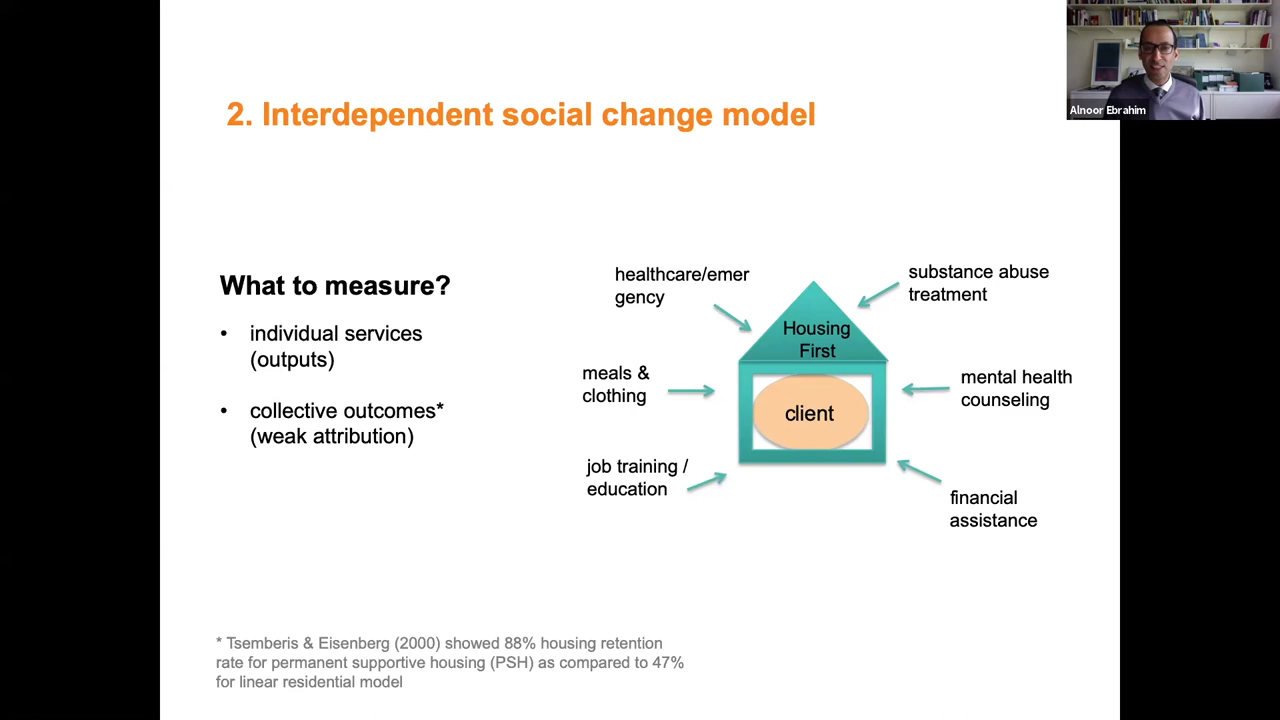 Alnoor Ebrahim
2. Interdependent social change model
What to measure?
• individual services
(outputs)
• collective outcomes*
(weak attribution)
healthcare/emer
gency
substance abuse
treatment
Housing
First
meals &
clothing
client
mental health
counseling
job training /
education
financial
assistance
* Tsemberis & Eisenberg (2000) showed 88% housing retention
rate for permanent supportive housing (PSH) as compared to 47%
for linear residential model